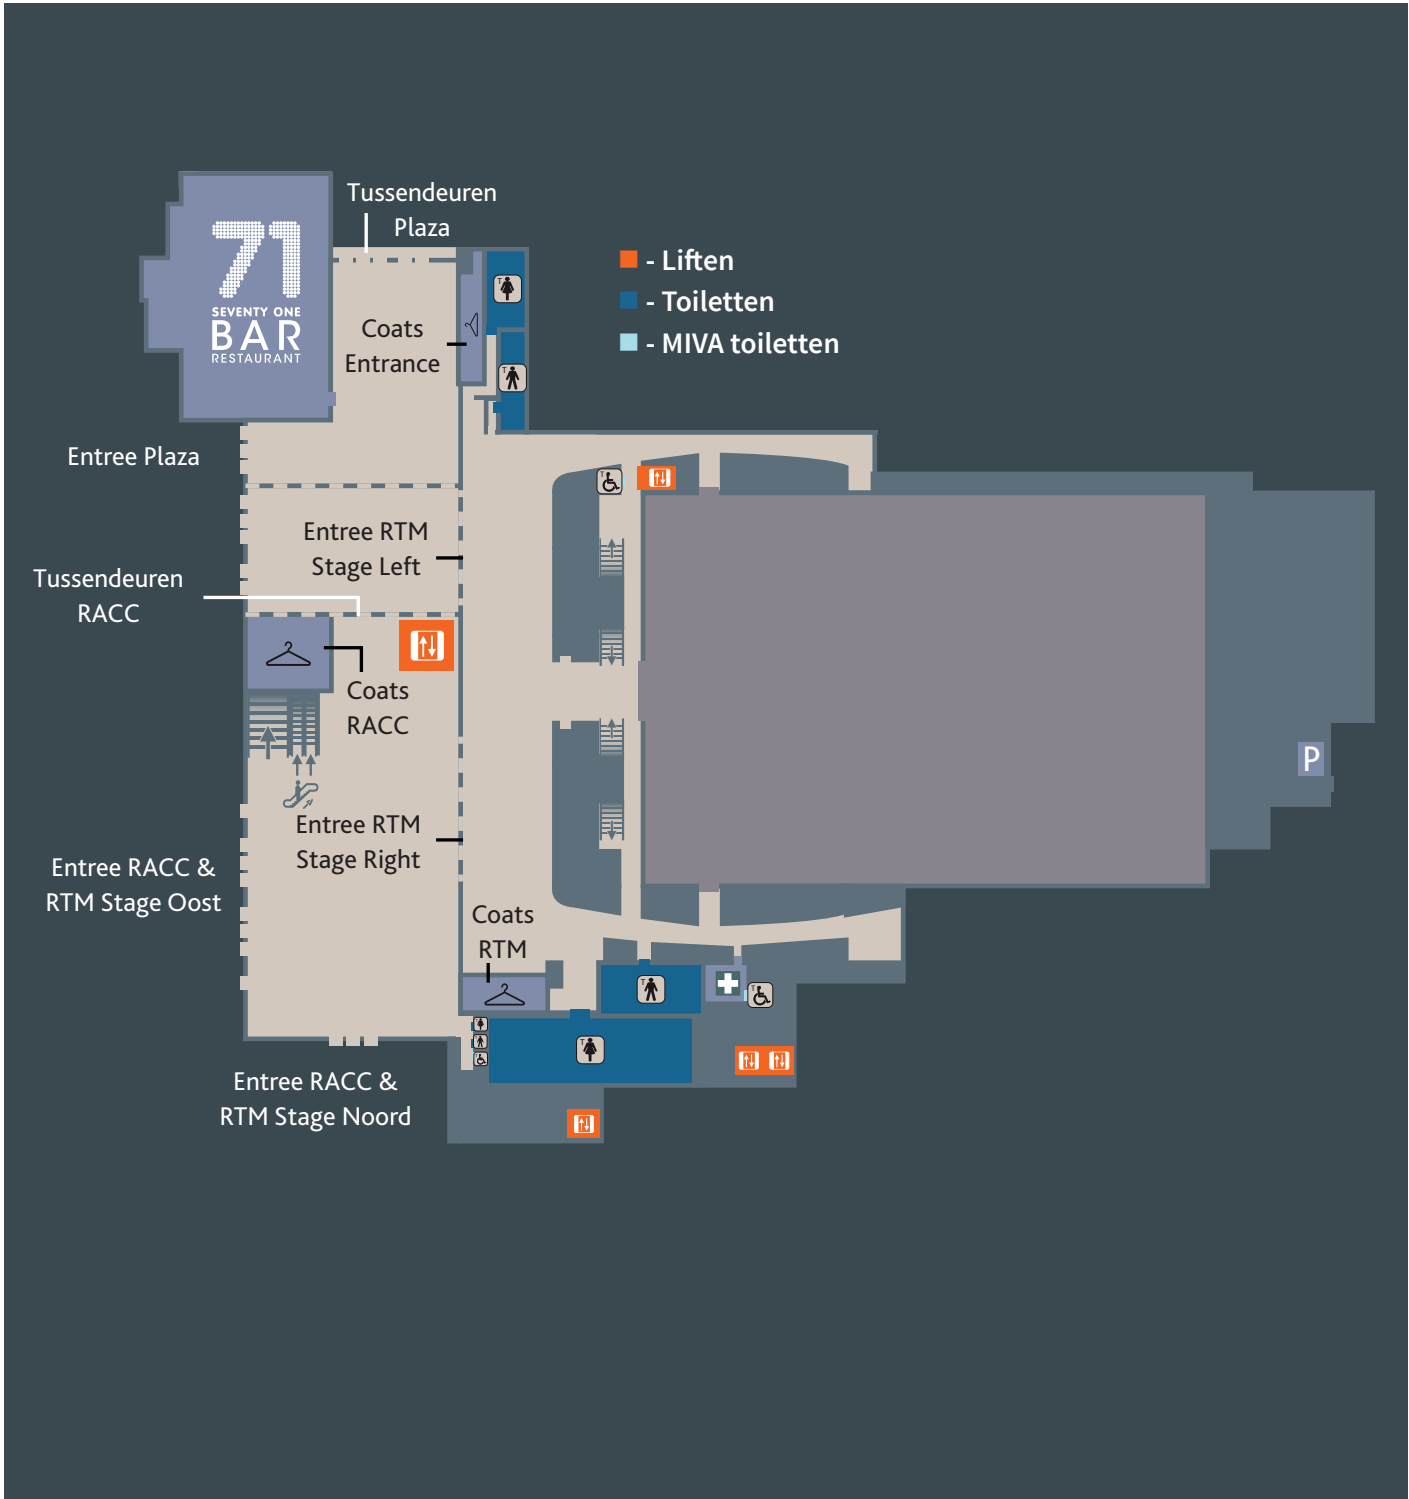 Tussendeuren
Plaza
71
SEVENTY ONE
BAR
RESTAURANT
- Liften
- Toiletten
- MIVA toiletten
Coats
Entrance
Entree Plaza
Entree RTM
Stage Left
Tussendeuren
RACC
Coats
RACC
P
Entree RTM
Stage Right
Entree RACC &
RTM Stage Oost
Coats
RTM
Entree RACC &
RTM Stage Noord
T
T
T
T
T
T